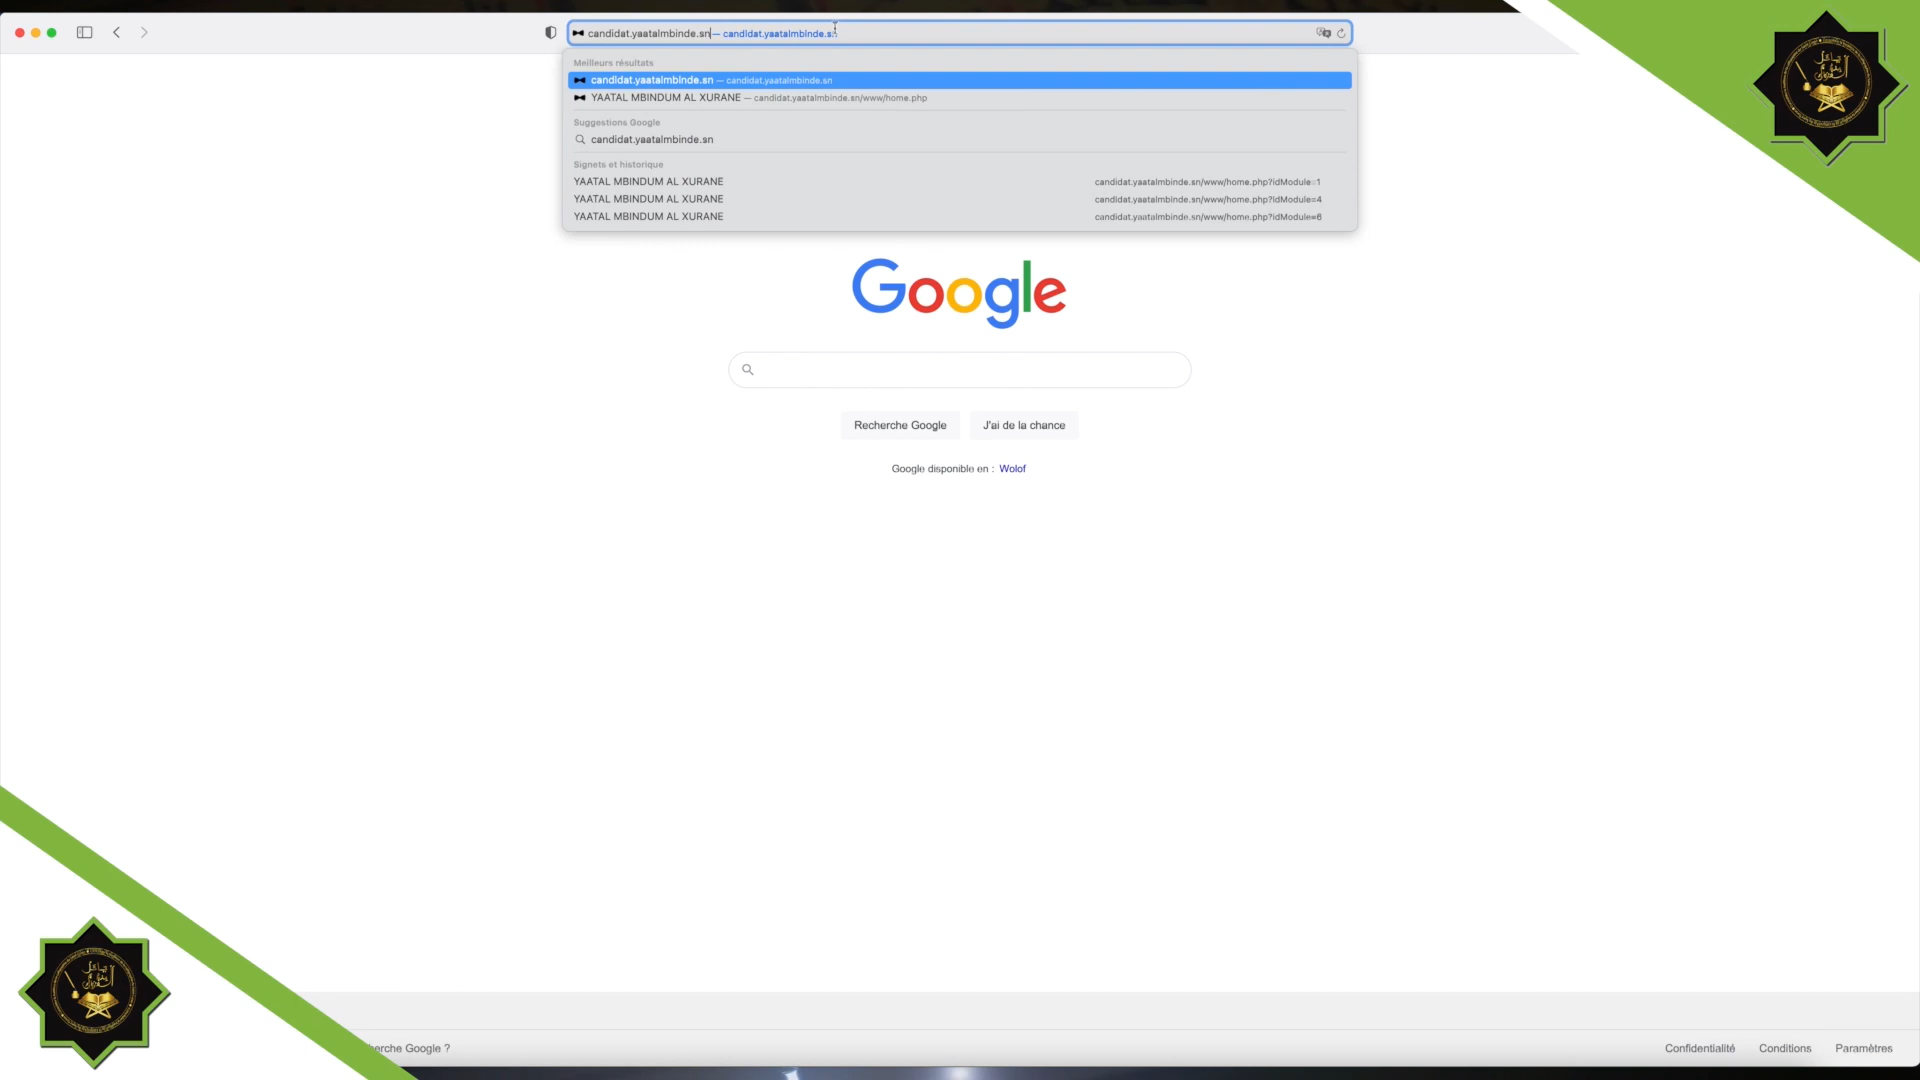 candidat.yaatalmbinde.sn — candidat.yaatalmbinde.sn
Meilleurs résultats
candidat.yaatalmbinde.sn — candidat.yaatalmbinde.sn
YAATAL MBINDUM AL XURANE — candidat.yaatalmbinde.sn/www/home.php
Suggestions Google
candidat.yaatalmbinde.sn
Signets et historique
YAATAL MBINDUM AL XURANE candidat.yaatalmbinde.sn/www/home.php?idModule=1
YAATAL MBINDUM AL XURANE candidat.yaatalmbinde.sn/www/home.php?idModule=4
YAATAL MBINDUM AL XURANE candidat.yaatalmbinde.sn/www/home.php?idModule=6
Google
Recherche Google J'ai de la chance
Google disponible en : Wolof
herche Google ? Confidentialité Conditions Paramètres